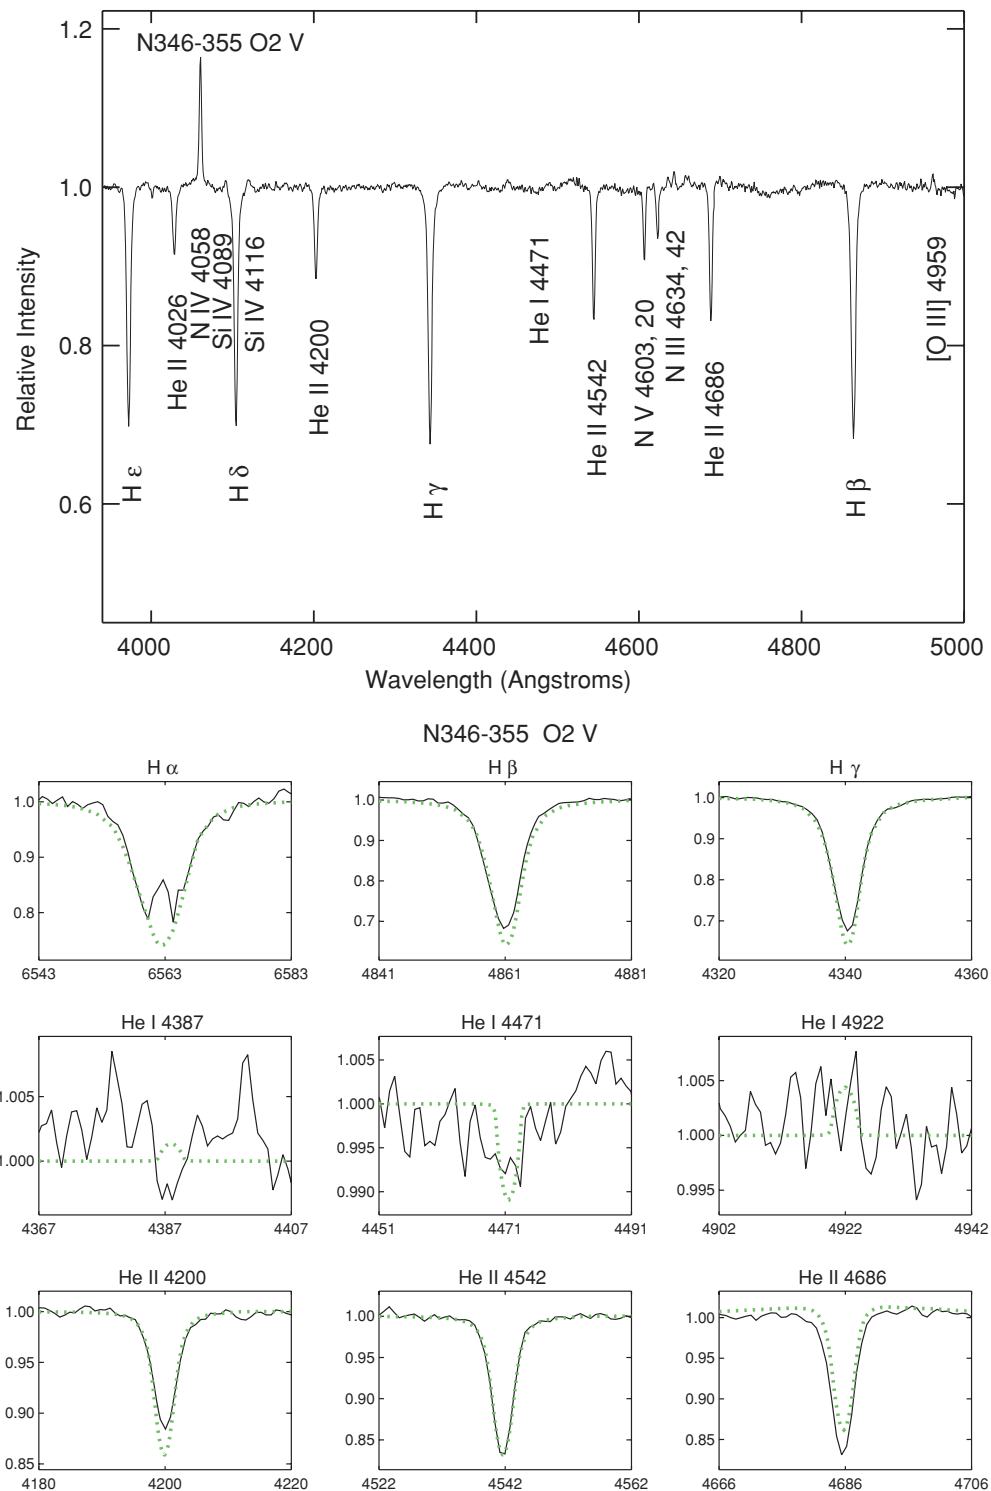 1.2
N346-355 O2 V
1.0
0.8
0.6
Relative Intensity
H ε
He II 4026
N IV 4058
Si IV 4089
H δ
Si IV 4116
He II 4200
H γ
He I 4471
He II 4542
N V 4603, 20
N III 4634, 42
He II 4686
H β
[O III] 4959
4000 4200 4400 4600 4800 5000
Wavelength (Angstroms)
N346-355 O2 V
H α
1.0
0.9
0.8
6543 6563 6583
H β
1.0
0.9
0.8
0.7
4841 4861 4881
H γ
1.0
0.9
0.8
0.7
4320 4340 4360
He I 4387
1.005
1.000
4367 4387 4407
He I 4471
1.005
1.000
0.995
0.990
4451 4471 4491
He I 4922
1.005
1.000
0.995
4902 4922 4942
He II 4200
1.00
0.95
0.90
0.85
4180 4200 4220
He II 4542
1.00
0.95
0.90
0.85
4522 4542 4562
He II 4686
1.00
0.95
0.90
0.85
4666 4686 4706